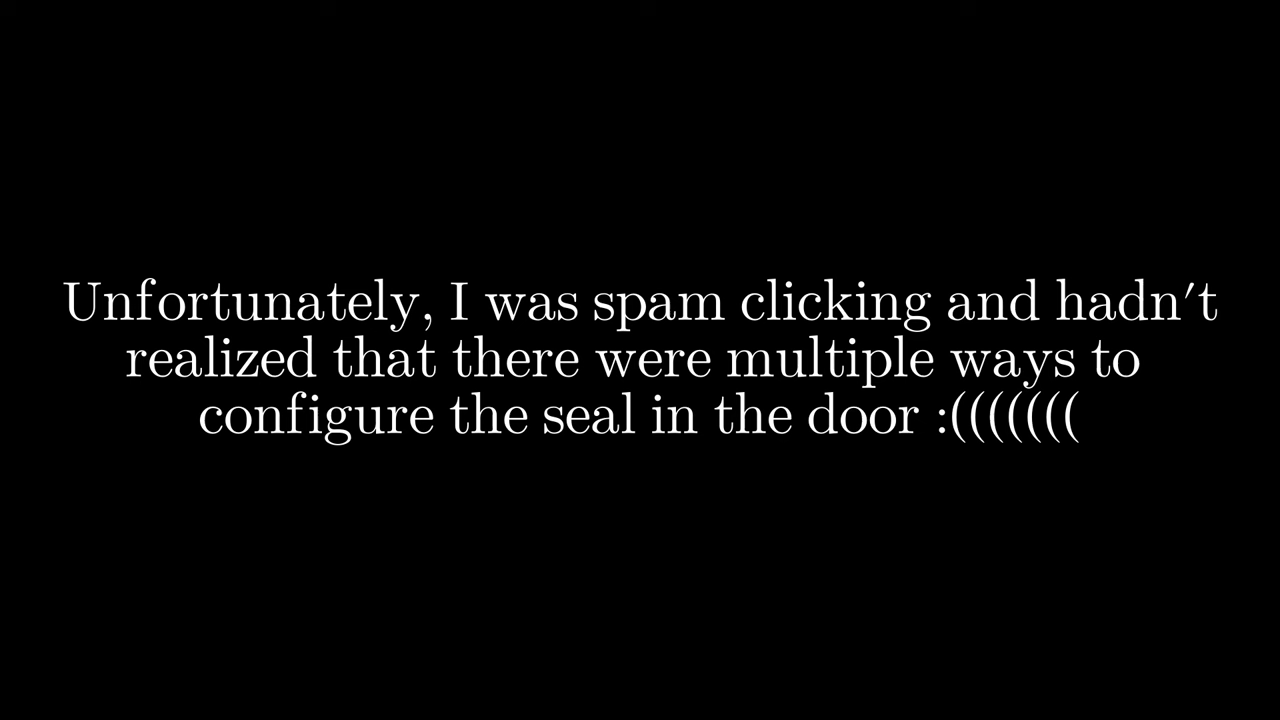 Unfortunately, I was spam clicking and hadn't
realized that there were multiple ways to
configure the seal in the door :(((((((